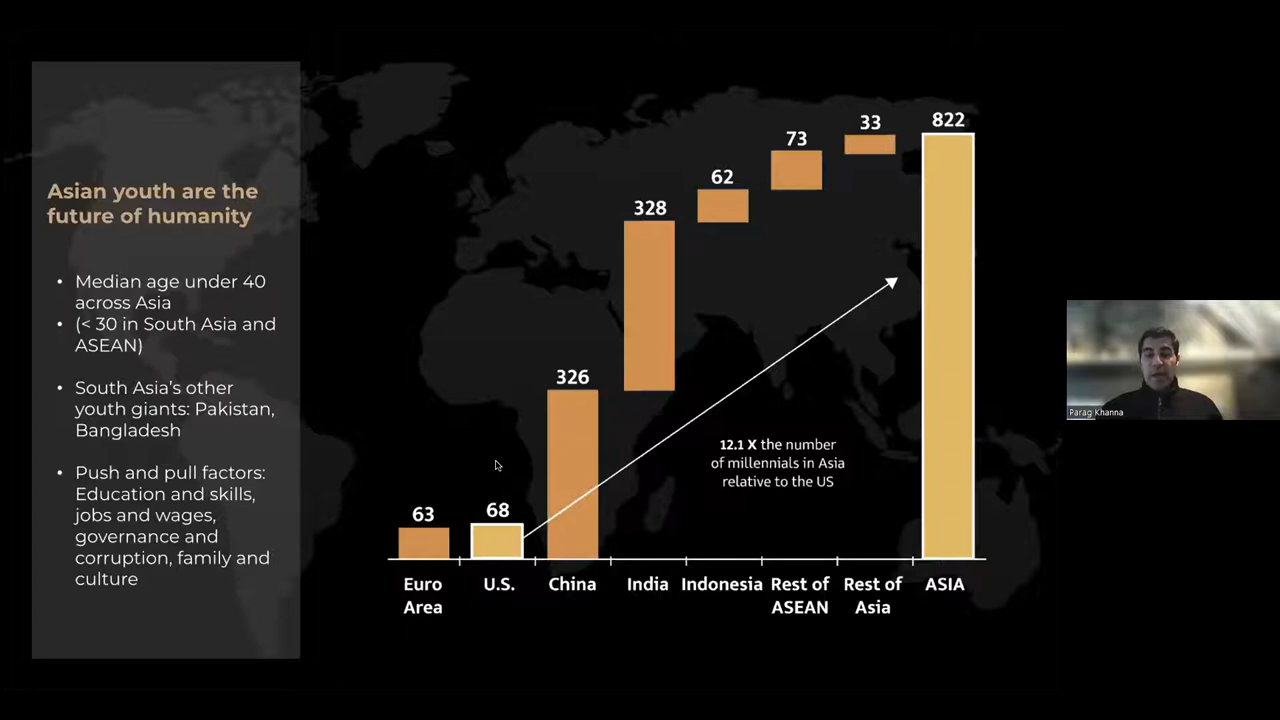 Asian youth are the
future of humanity
• Median age under 40
across Asia
• (< 30 in South Asia and
ASEAN)
• South Asia’s other
youth giants: Pakistan,
Bangladesh
• Push and pull factors:
Education and skills,
jobs and wages,
governance and
corruption, family and
culture
63
68
326
328
62
73
33
822
12.1 X the number
of millennials in Asia
relative to the US
Euro
Area
U.S.
China
India
Indonesia
Rest of
ASEAN
Rest of
Asia
ASIA
Parag Khanna